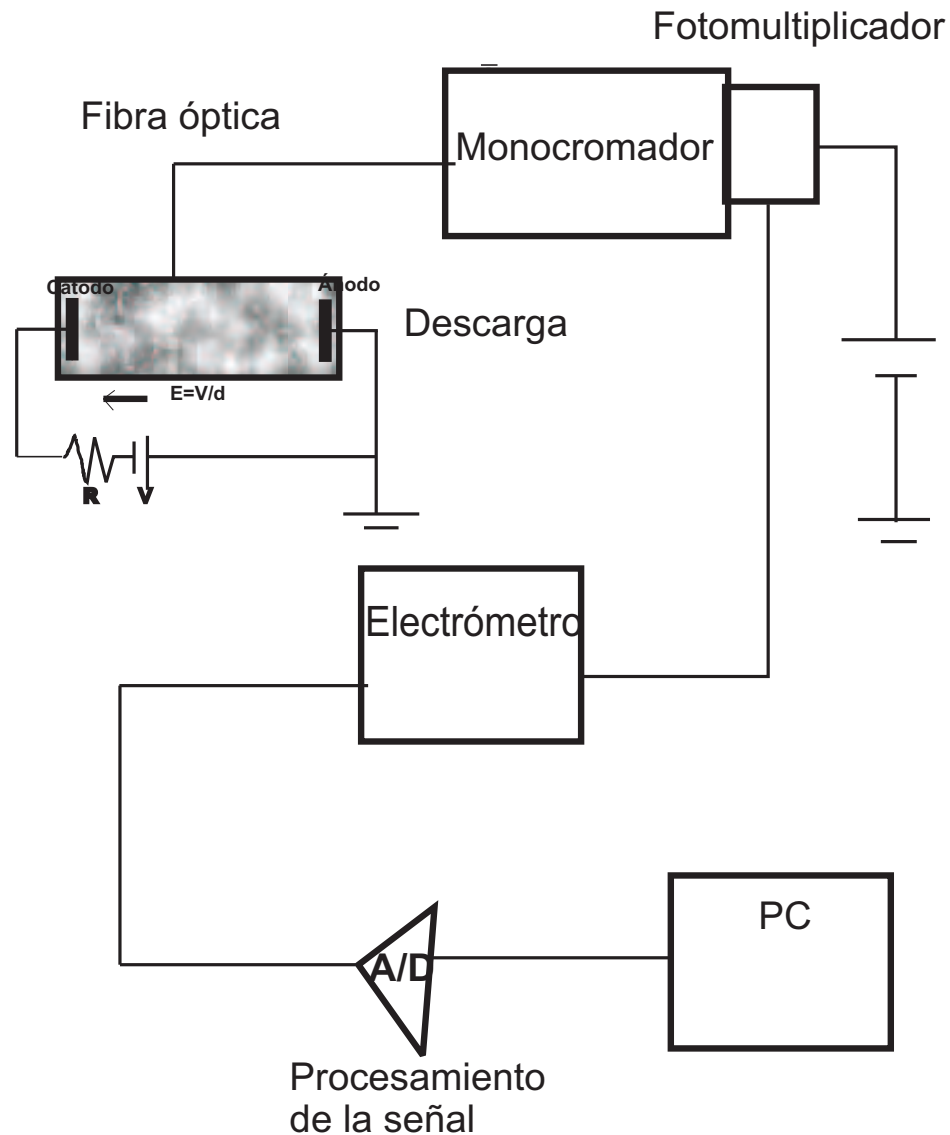 Fotomultiplicador
Fibra óptica
Monocromador
Cátodo
Ánodo
Descarga
E=V/d
R
V
Electrómetro
PC
A/D
Procesamiento
de la señal